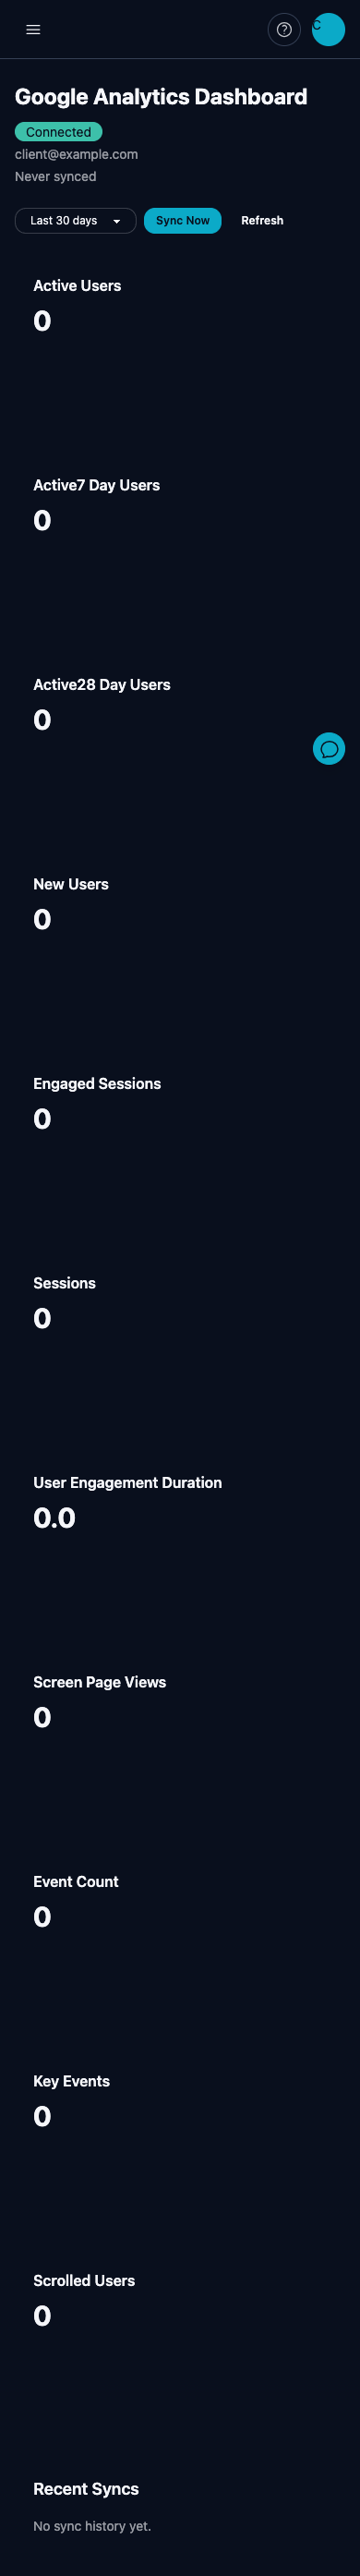 C
Google Analytics Dashboard
Connected
client@example.com
Never synced
Last 30 days
Sync Now
Refresh
Active Users
0
Active7 Day Users
0
Active28 Day Users
0
New Users
0
Engaged Sessions
0
Sessions
0
User Engagement Duration
0.0
Screen Page Views
0
Event Count
0
Key Events
0
Scrolled Users
0
Recent Syncs
No sync history yet.